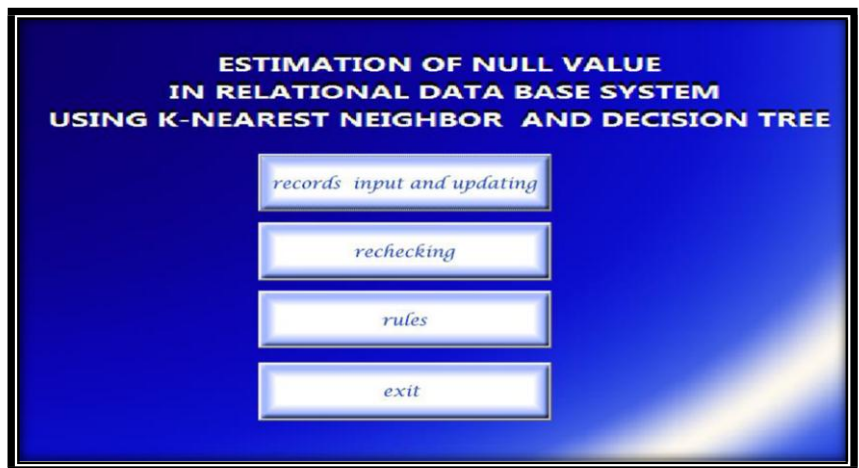 ESTIMATION OF NULL VALUE
IN RELATIONAL DATA BASE SYSTEM
USING K-NEAREST NEIGHBOR AND DECISION TREE
records input and updating
rechecking
rules
exit